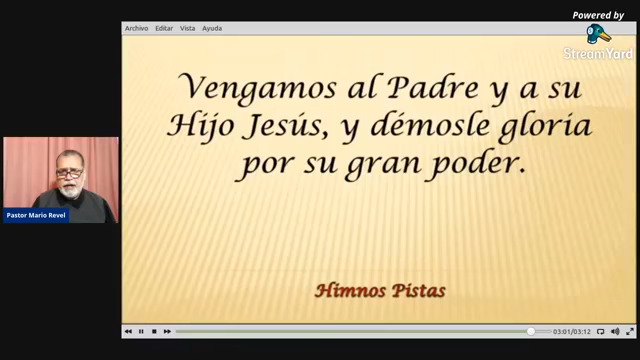 Powered by
StreamYard
Archivo Editar Vista Ayuda
Vengamos al Padre y a su
Hijo Jesús, y démosle gloria
por su gran poder.
Pastor Mario Revel
Himnos Pistas
03:01/03:12